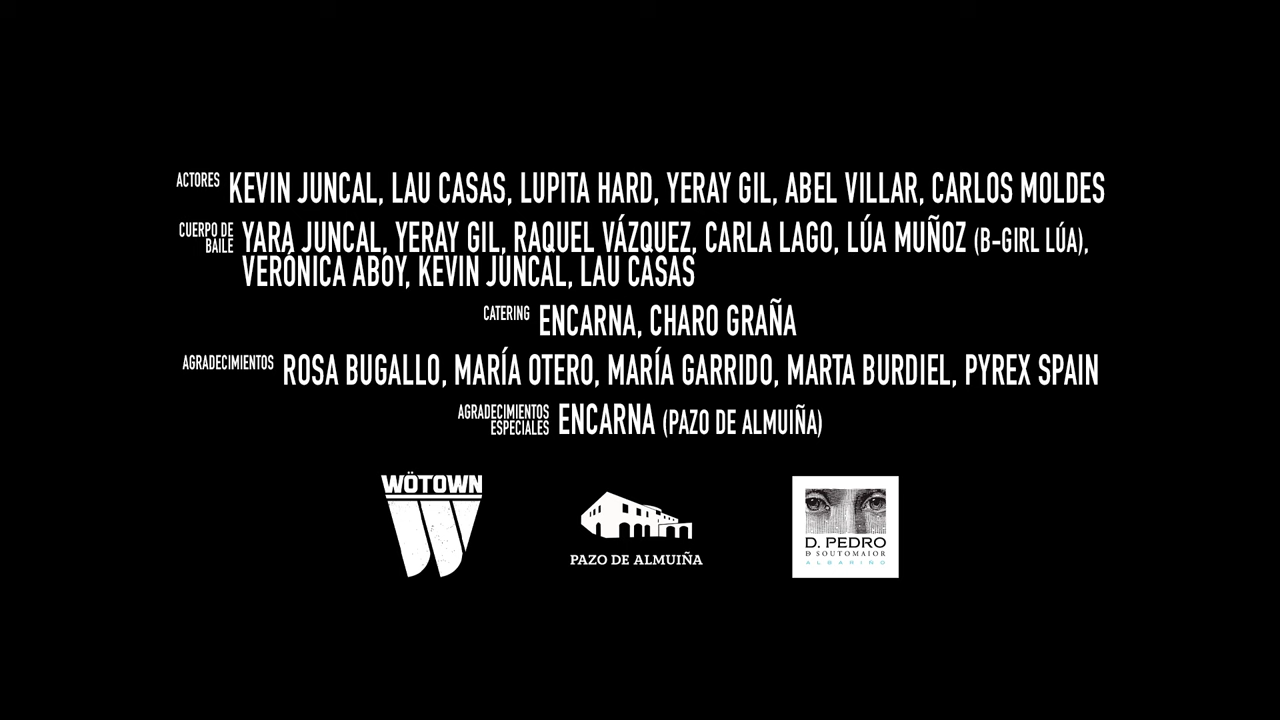 ACTORES KEVIN JUNCAL, LAU CASAS, LUPITA HARD, YERAY GIL, ABEL VILLAR, CARLOS MOLDES
CUERPO DE BAILE YARA JUNCAL, YERAY GIL, RAQUEL VÁZQUEZ, CARLA LAGO, LÚA MUÑOZ (B-GIRL LÚA),
VERÓNICA ABOY, KEVIN JUNCAL, LAU CASAS
CATERING ENCARNA, CHARO GRAÑA
AGRADECIMIENTOS ROSA BUGALLO, MARÍA OTERO, MARÍA GARRIDO, MARTA BURDIEL, PYREX SPAIN
AGRADECIMIENTOS ESPECIALES ENCARNA (PAZO DE ALMUIÑA)
WÖTOWN
PAZO DE ALMUIÑA
D. PEDRO
D SOUTOMAIOR
ALBARIÑO